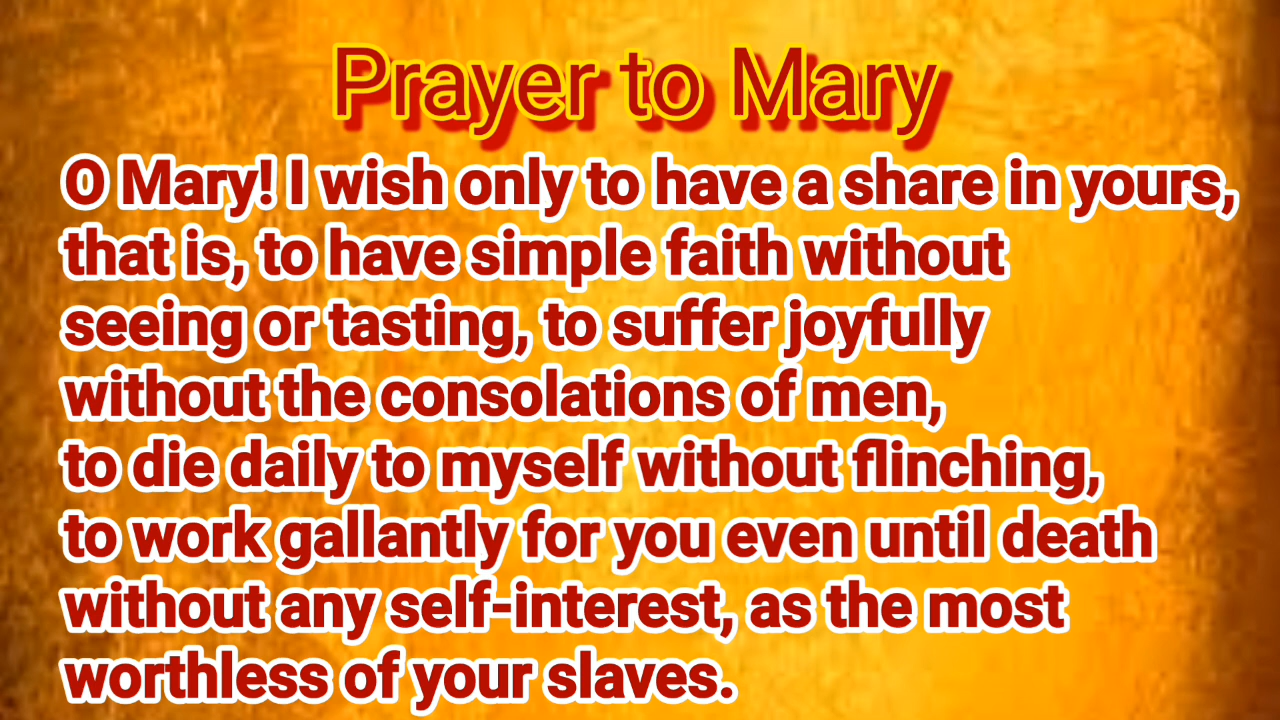 Prayer to Mary
O Mary! I wish only to have a share in yours,
that is, to have simple faith without
seeing or tasting, to suffer joyfully
without the consolations of men,
to die daily to myself without flinching,
to work gallantly for you even until death
without any self-interest, as the most
worthless of your slaves.